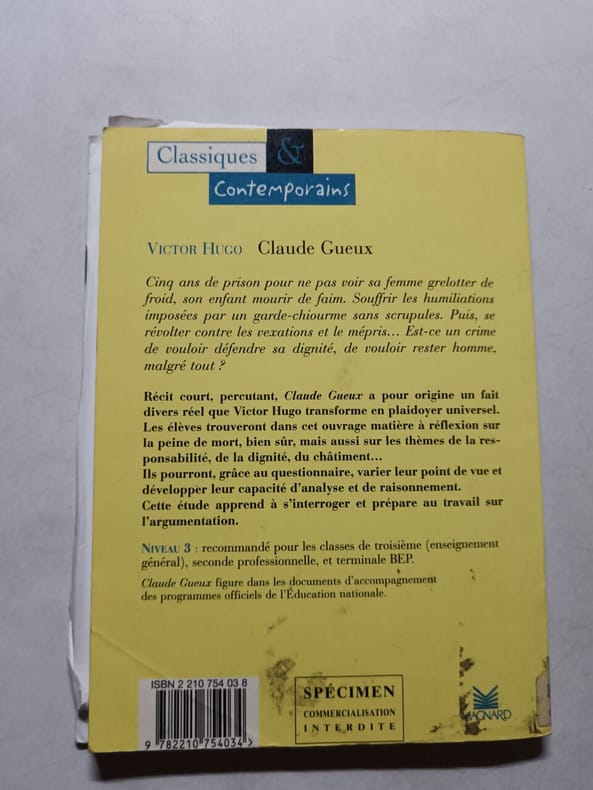 Classiques &
Contemporains
VICTOR HUGO Claude Gueux
Cinq ans de prison pour ne pas voir sa femme grelotter de
froid, son enfant mourir de faim. Souffrir les humiliations
imposées par un garde-chiourme sans scrupules. Puis, se
révolter contre les vexations et le mépris... Est-ce un crime
de vouloir défendre sa dignité, de vouloir rester homme,
malgré tout ?
Récit court, percutant, Claude Gueux a pour origine un fait
divers réel que Victor Hugo transforme en plaidoyer universel.
Les élèves trouveront dans cet ouvrage matière à réflexion sur
la peine de mort, bien sûr, mais aussi sur les thèmes de la res-
ponsabilité, de la dignité, du châtiment...
Ils pourront, grâce au questionnaire, varier leur point de vue et
développer leur capacité d'analyse et de raisonnement.
Cette étude apprend à s'interroger et prépare au travail sur
l'argumentation.
NIVEAU 3 : recommandé pour les classes de troisième (enseignement
général), seconde professionnelle, et terminale BEP.
Claude Gueux figure dans les documents d'accompagnement
des programmes officiels de l'Éducation nationale.
ISBN 2 210 754 03 8
9 782210 754034 >
SPÉCIMEN
COMMERCIALISATION
INTERDITE
MAGNARD